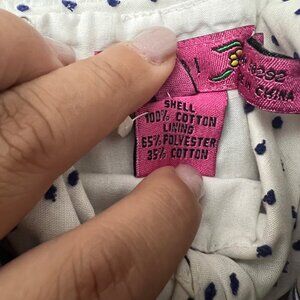 SHELL
100% COTTON
LINING
65% POLYESTER
35% COTTON
CHINA